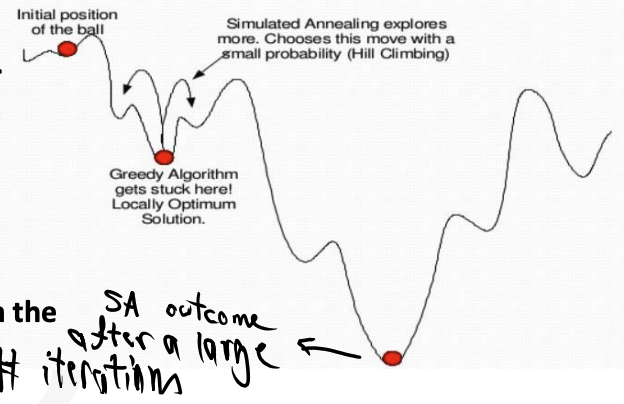 Initial position
of the ball
Simulated Annealing explores
more. Chooses this move with a
small probability (Hill Climbing)
Greedy Algorithm
gets stuck here!
Locally Optimum
Solution.
the SA outcome
after a large
# iterations